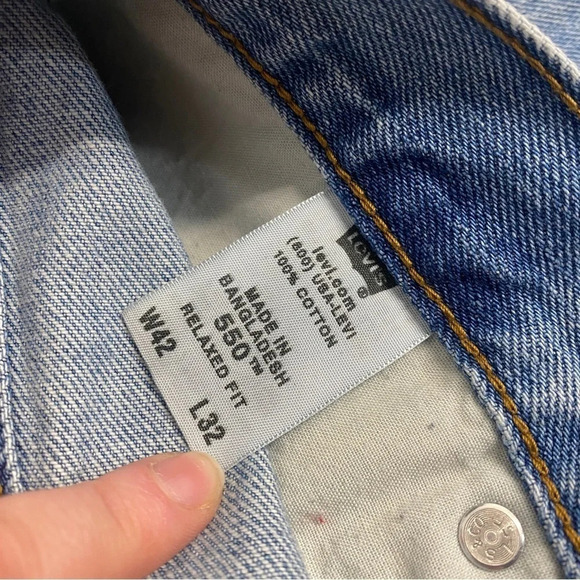 LEVI'S ®
levi.com
(800) USA-LEVI
100% COTTON
MADE IN
BANGLADESH
550™
RELAXED FIT
W42 L32